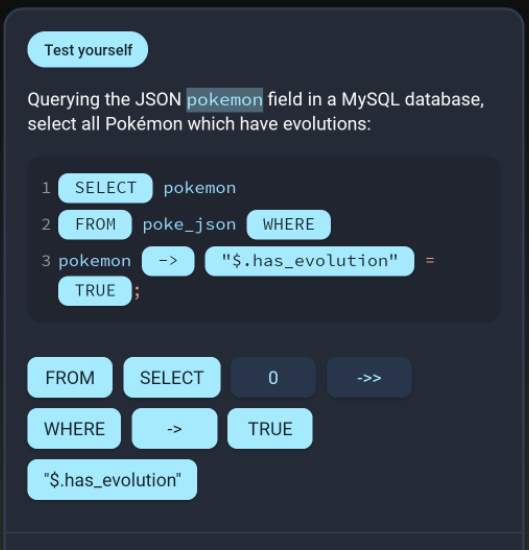 Test yourself
Querying the JSON pokemon field in a MySQL database,
select all Pokémon which have evolutions:
1 SELECT pokemon
2 FROM poke_json WHERE
3 pokemon -> "$.has_evolution" =
TRUE ;
FROM SELECT 0 ->>
WHERE -> TRUE
"$.has_evolution"